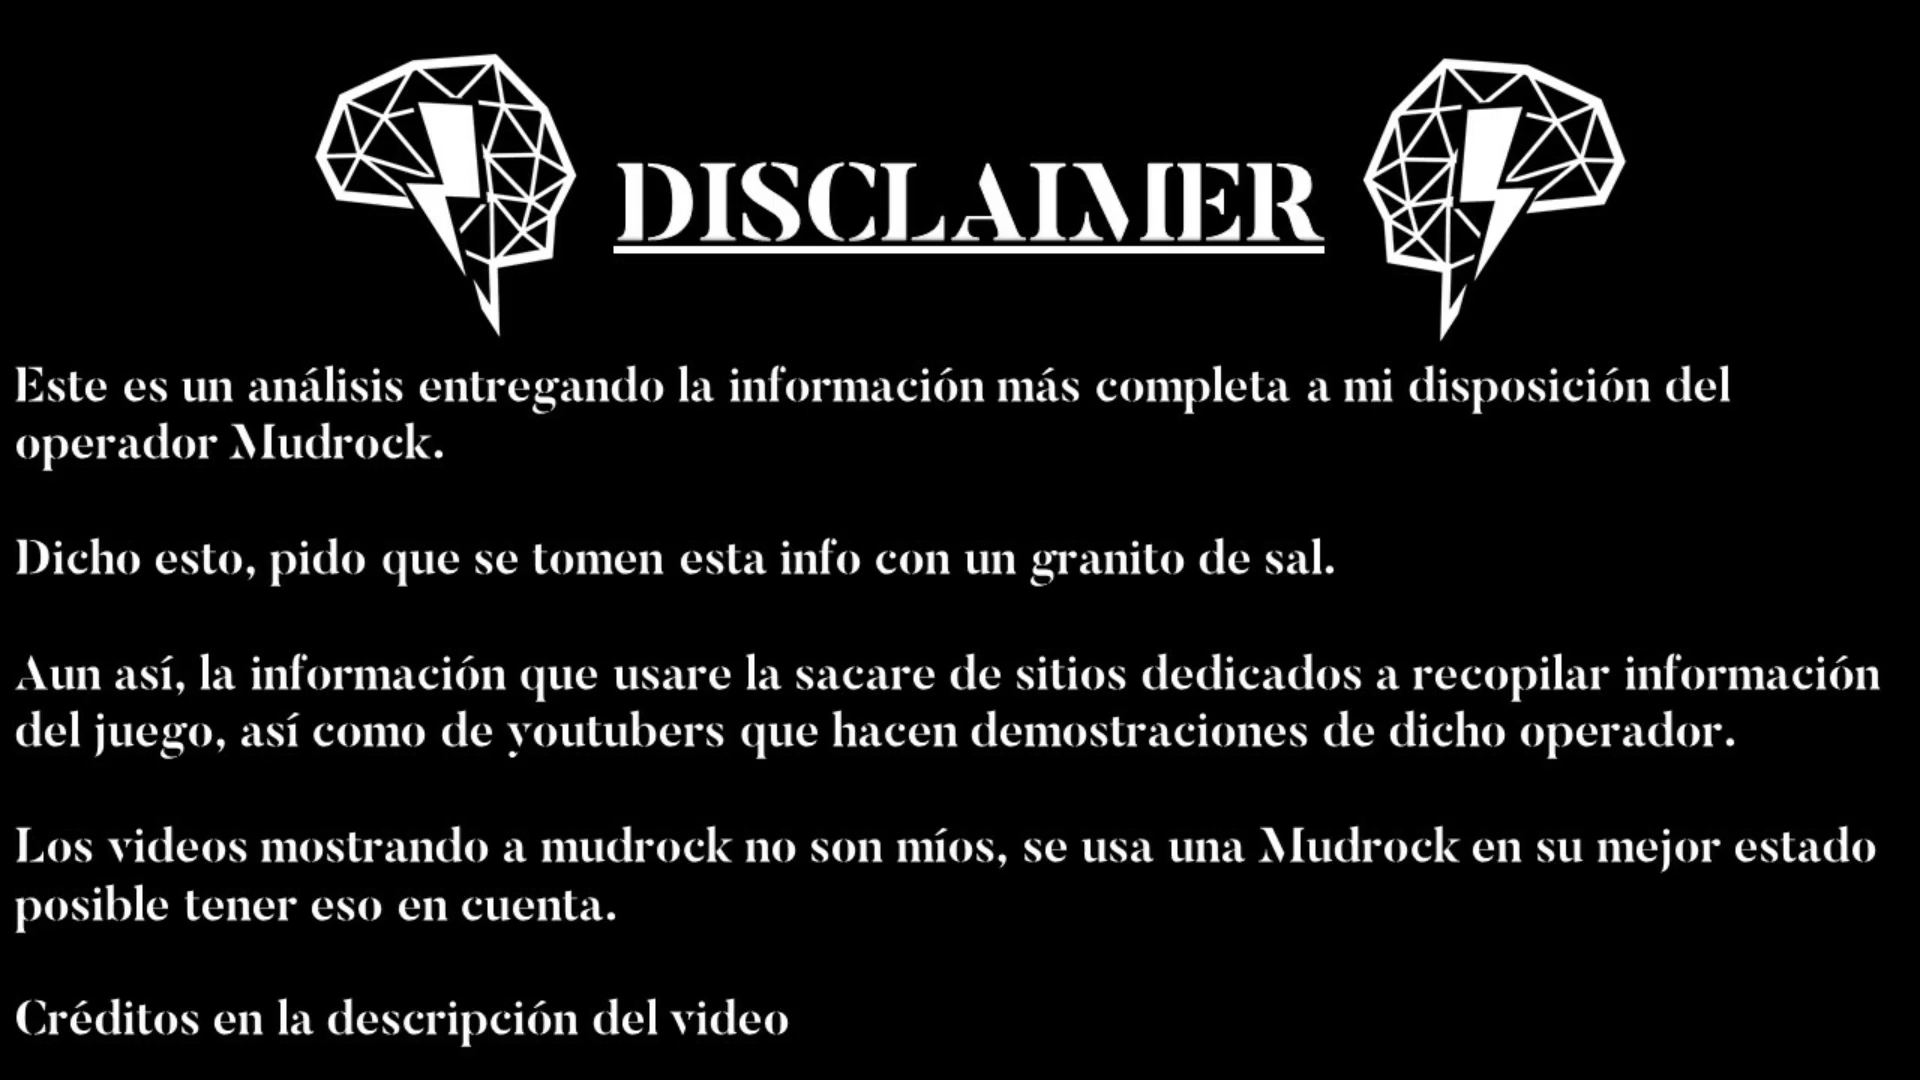 DISCLAIMER
Este es un análisis entregando la información más completa a mi disposición del
operador Mudrock.
Dicho esto, pido que se tomen esta info con un granito de sal.
Aun así, la información que usare la sacare de sitios dedicados a recopilar información
del juego, así como de youtubers que hacen demostraciones de dicho operador.
Los videos mostrando a mudrock no son míos, se usa una Mudrock en su mejor estado
posible tener eso en cuenta.
Créditos en la descripción del video